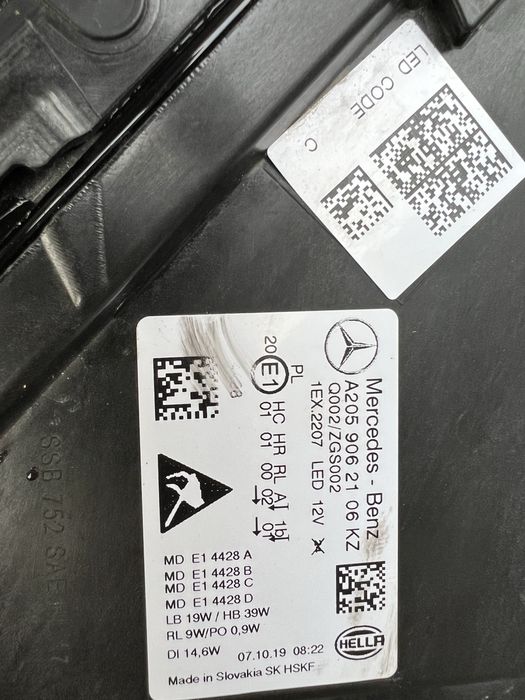 LED CODE
C
Mercedes - Benz
A205 906 21 06 KZ
Q002/ZGS002
1EX.2207 LED 12V
PL
20 E1 HC HR RL A 1b
01 01 00 02 01
8
MD E1 4428 A
MD E1 4428 B
MD E1 4428 C
MD E1 4428 D
LB 19W / HB 39W
RL 9W/PO 0,9W
DI 14,6W 07.10.19 08:22
Made in Slovakia SK HSKF
HELLA
SSB 752 SAE